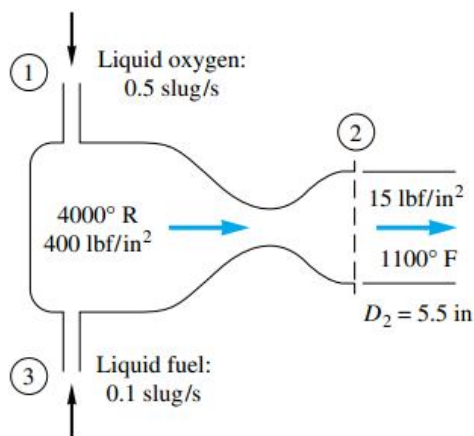 1
Liquid oxygen:
0.5 slug/s
2
4000° R
400 lbf/in²
15 lbf/in²
1100° F
D₂ = 5.5 in
3
Liquid fuel:
0.1 slug/s